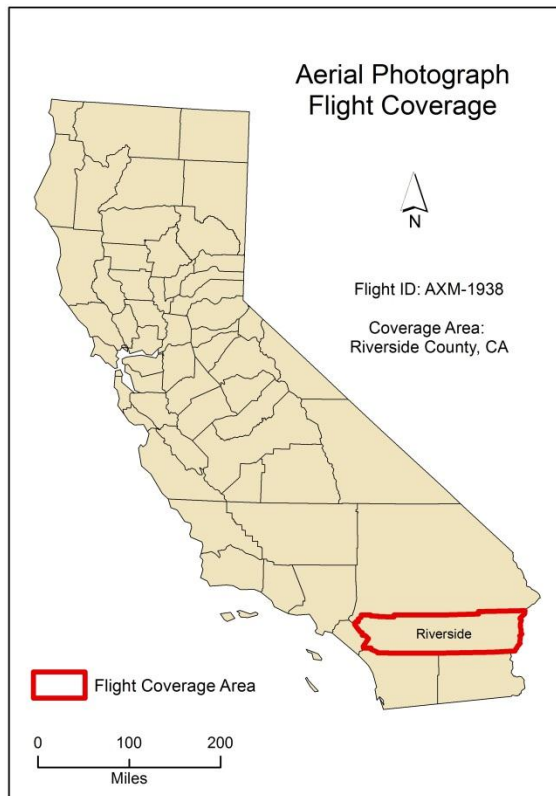 Aerial Photograph
Flight Coverage
N
Flight ID: AXM-1938
Coverage Area:
Riverside County, CA
Riverside
Flight Coverage Area
0 100 200
Miles